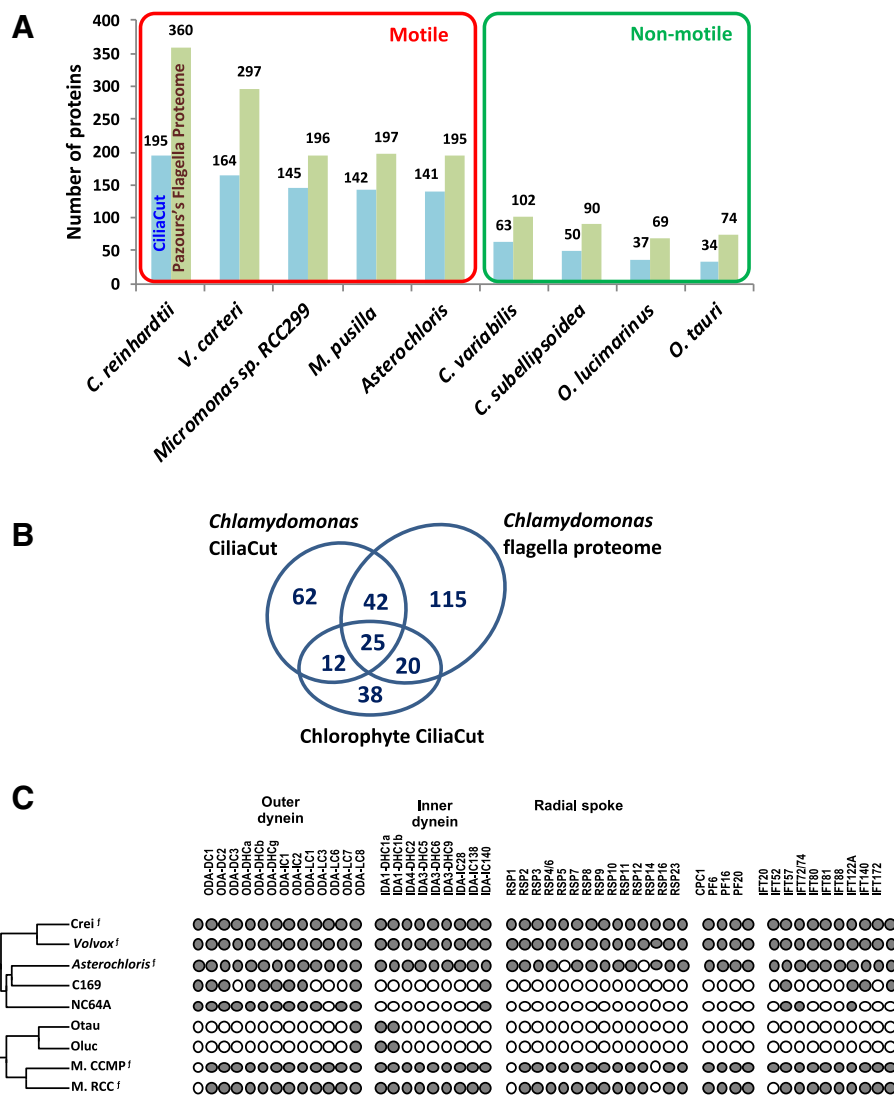 A
Number of proteins
400
350
300
250
200
150
100
50
0
Motile
Non-motile
360
297
195
196
197
195
164
145
142
141
102
90
63
50
69
74
37
34
CiliaCut
Pazours's Flagella Proteome
C. reinhardtii
V. carteri
Micromonas sp. RCC299
M. pusilla
Asterochloris
C. variabilis
C. subellipsoidea
O. lucimarinus
O. tauri
B
Chlamydomonas
CiliaCut
Chlamydomonas
flagella proteome
62
42
115
25
12
20
38
Chlorophyte CiliaCut
C
Outer
dynein
Inner
dynein
Radial spoke
ODA-DC1
ODA-DC2
ODA-DC3
ODA-DHCa
ODA-DHCb
ODA-DHCg
ODA-IC1
ODA-IC2
ODA-LC1
ODA-LC3
ODA-LC6
ODA-LC7
ODA-LC8
IDA1-DHC1a
IDA1-DHC1b
IDA4-DHC2
IDA3-DHC5
IDA3-DHC6
IDA3-DHC9
IDA-IC28
IDA-IC138
IDA-IC140
RSP1
RSP2
RSP3
RSP4/6
RSP5
RSP7
RSP8
RSP9
RSP10
RSP11
RSP12
RSP14
RSP16
RSP23
CPC1
PF6
PF16
PF20
IFT20
IFT52
IFT57
IFT72/74
IFT80
IFT81
IFT88
IFT122A
IFT140
IFT172
Crei f
Volvox f
Asterochloris f
C169
NC64A
Otau
Oluc
M. CCMP f
M. RCC f